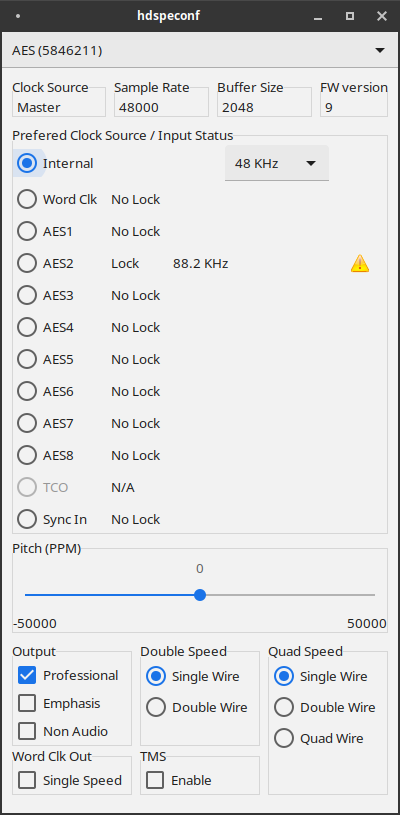 hdspeconf
AES (5846211)
Clock Source Sample Rate Buffer Size FW version
Master 48000 2048 9
Prefered Clock Source / Input Status
Internal 48 KHz
Word Clk No Lock
AES1 No Lock
AES2 Lock 88.2 KHz
AES3 No Lock
AES4 No Lock
AES5 No Lock
AES6 No Lock
AES7 No Lock
AES8 No Lock
TCO N/A
Sync In No Lock
Pitch (PPM)
0
-50000 50000
Output Double Speed Quad Speed
Professional Single Wire Single Wire
Emphasis Double Wire Double Wire
Non Audio Quad Wire
Word Clk Out TMS
Single Speed Enable